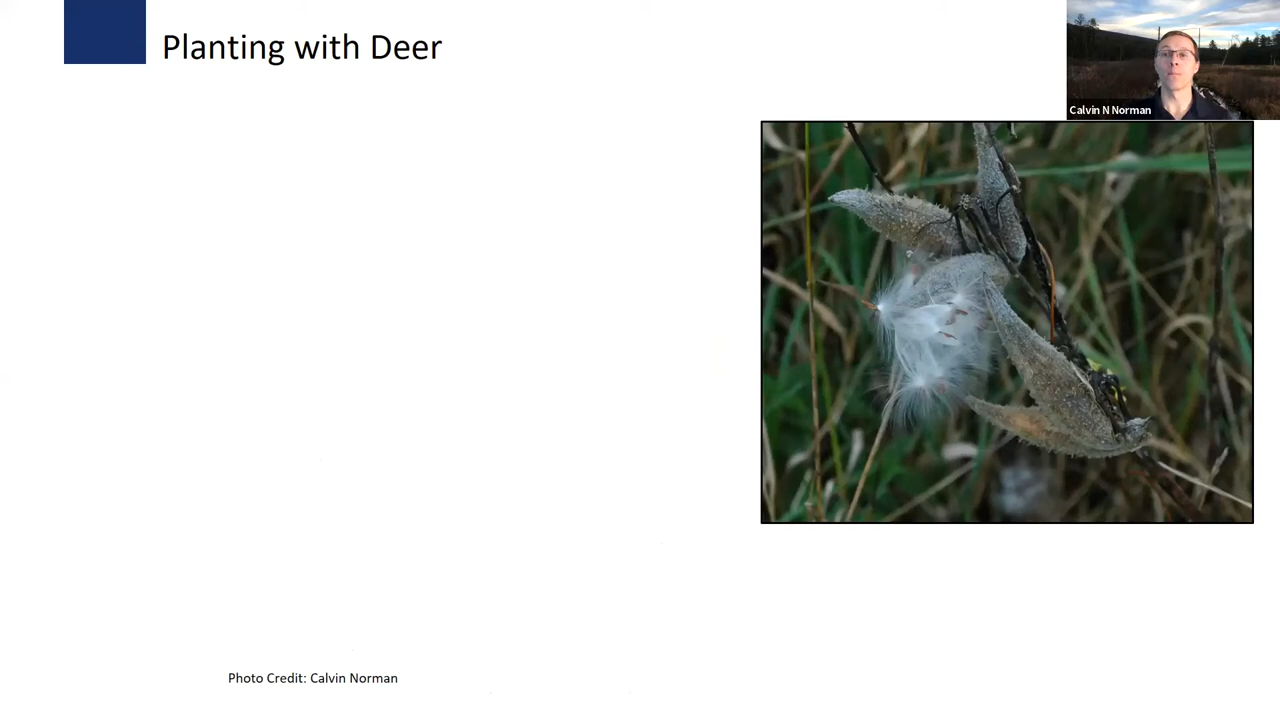 Planting with Deer
Calvin N Norman
Photo Credit: Calvin Norman